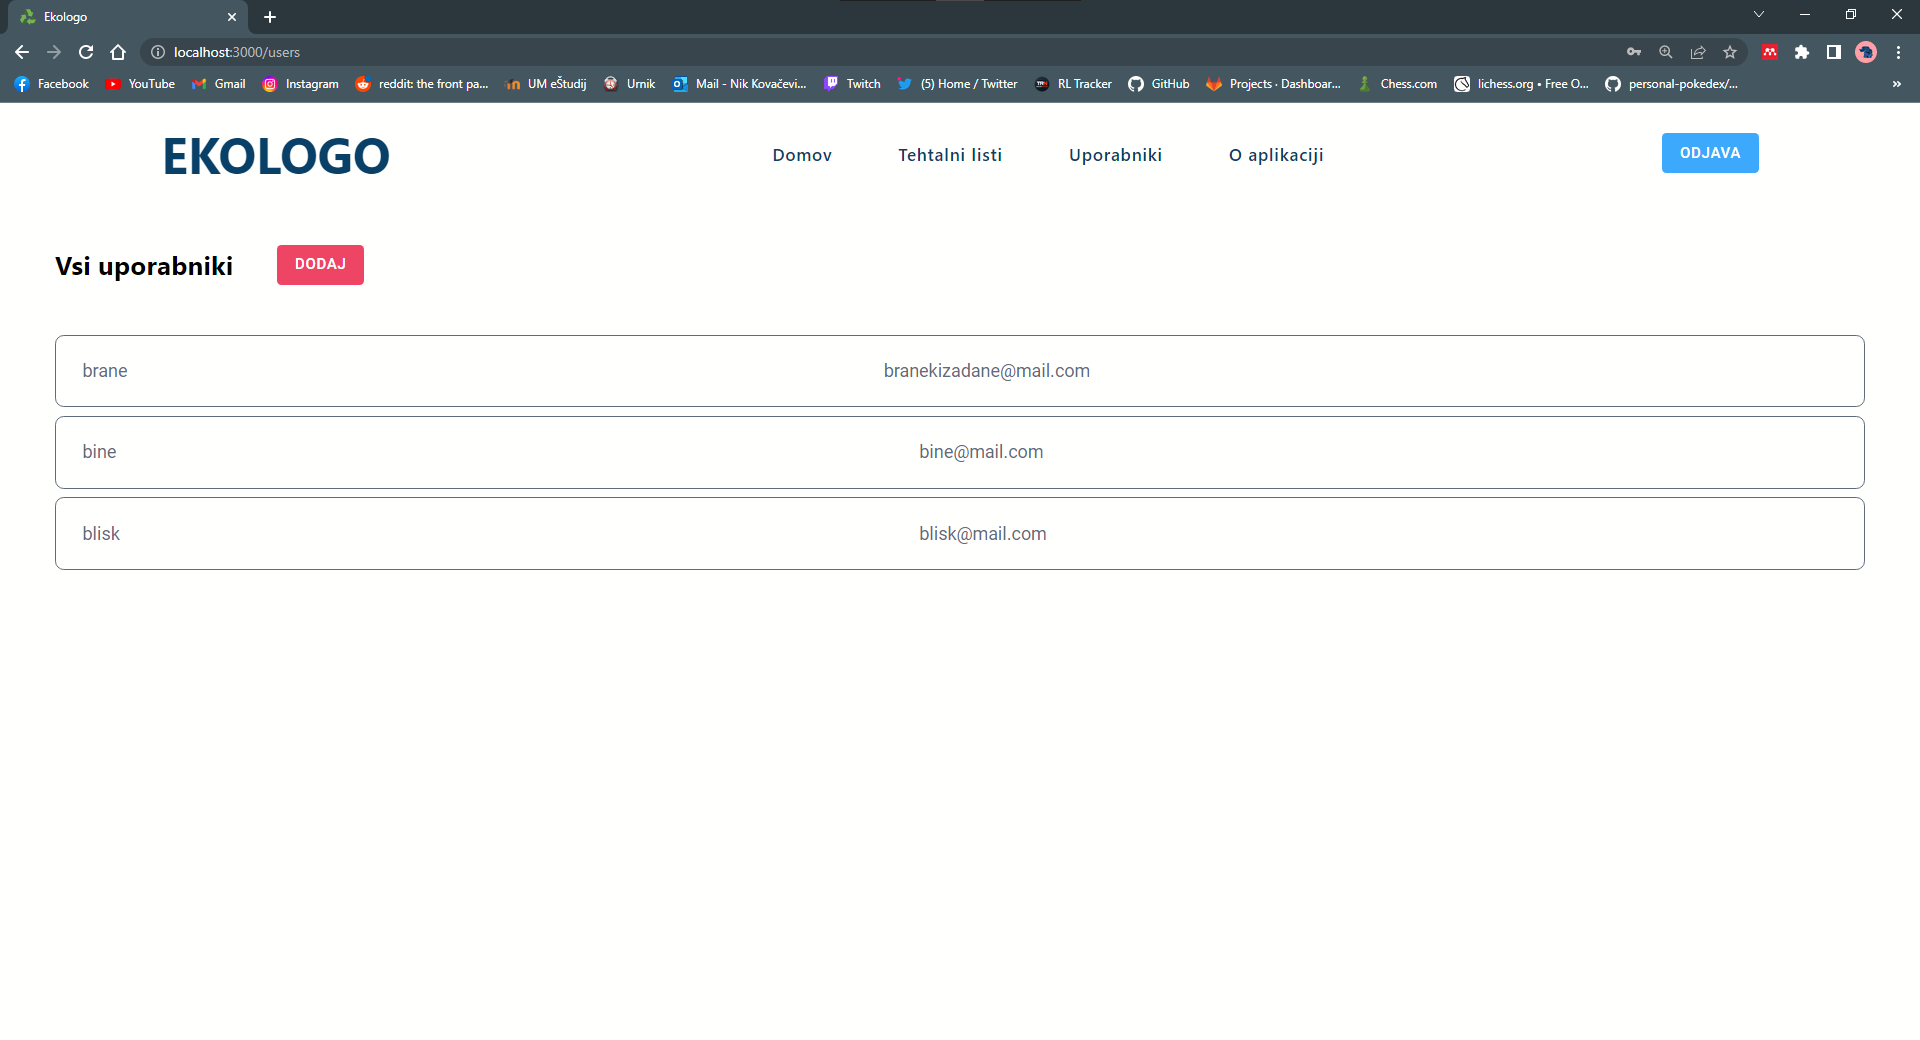 Ekologo
localhost:3000/users
Facebook YouTube Gmail Instagram reddit: the front pa... UM eŠtudij Urnik Mail - Nik Kovačevi... Twitch (5) Home / Twitter RL Tracker GitHub Projects · Dashboar... Chess.com lichess.org • Free O... personal-pokedex/... »
EKOLOGO Domov Tehtalni listi Uporabniki O aplikaciji ODJAVA
Vsi uporabniki DODAJ
brane branekizadane@mail.com
bine bine@mail.com
blisk blisk@mail.com